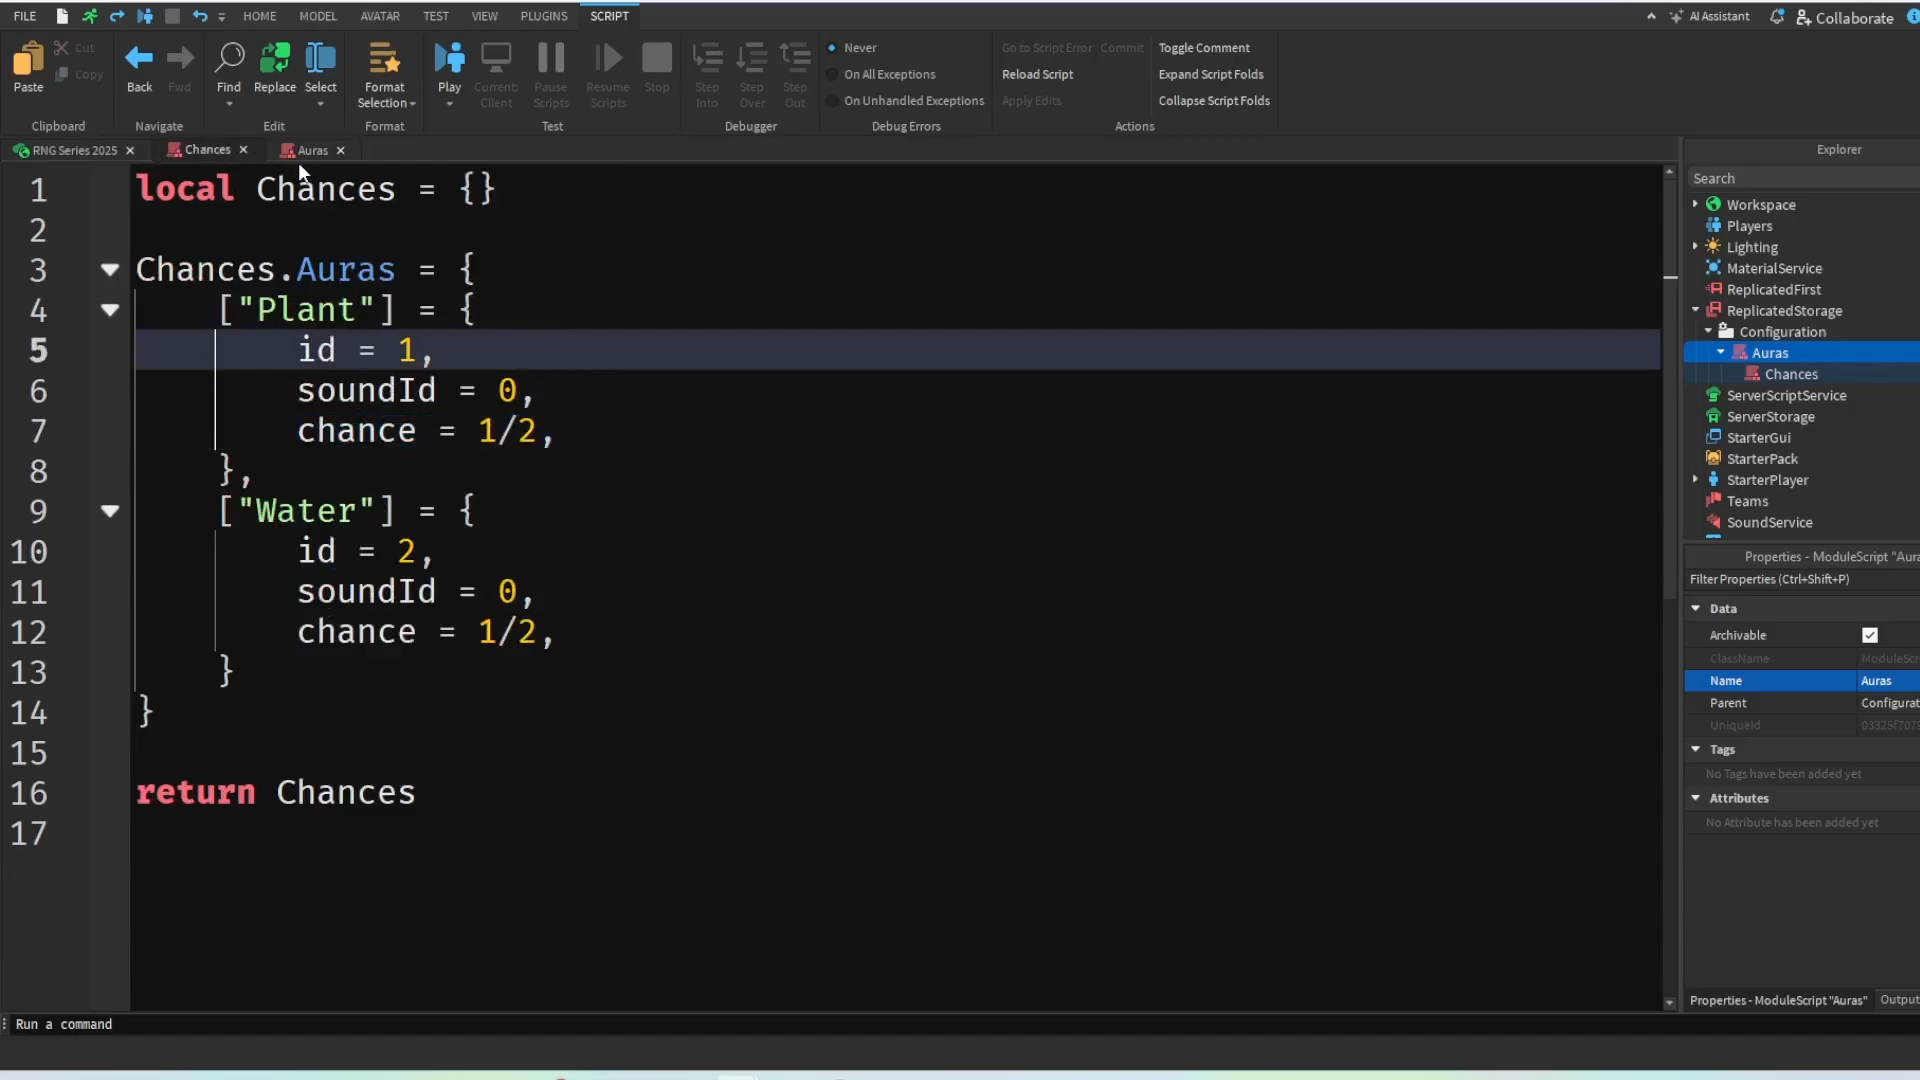 FILE HOME MODEL AVATAR TEST VIEW PLUGINS SCRIPT AI Assistant Collaborate
Paste Cut Copy
Clipboard
Back Fwd
Navigate
Find Replace Select
Edit
Format Selection
Format
Play Current: Client Pause Scripts Resume Scripts Stop
Test
Step Into Step Over Step Out
Debugger
Never
On All Exceptions
On Unhandled Exceptions
Debug Errors
Go to Script Error Commit Toggle Comment
Reload Script Expand Script Folds
Apply Edits Collapse Script Folds
Actions
RNG Series 2025 Chances Auras
1 local Chances = {}
2
3 Chances.Auras = {
4 ["Plant"] = {
5 id = 1,
6 soundId = 0,
7 chance = 1/2,
8 },
9 ["Water"] = {
10 id = 2,
11 soundId = 0,
12 chance = 1/2,
13 }
14 }
15
16 return Chances
17
Explorer
Search
Workspace
Players
Lighting
MaterialService
ReplicatedFirst
ReplicatedStorage
Configuration
Auras
Chances
ServerScriptService
ServerStorage
StarterGui
StarterPack
StarterPlayer
Teams
SoundService
Properties - ModuleScript "Aura
Filter Properties (Ctrl+Shift+P)
Data
Archivable
ClassName ModuleScr
Name Auras
Parent Configurat
UniqueId 03325f7079
Tags
No Tags have been added yet
Attributes
No Attribute has been added yet
Properties - ModuleScript "Auras" Output
Run a command